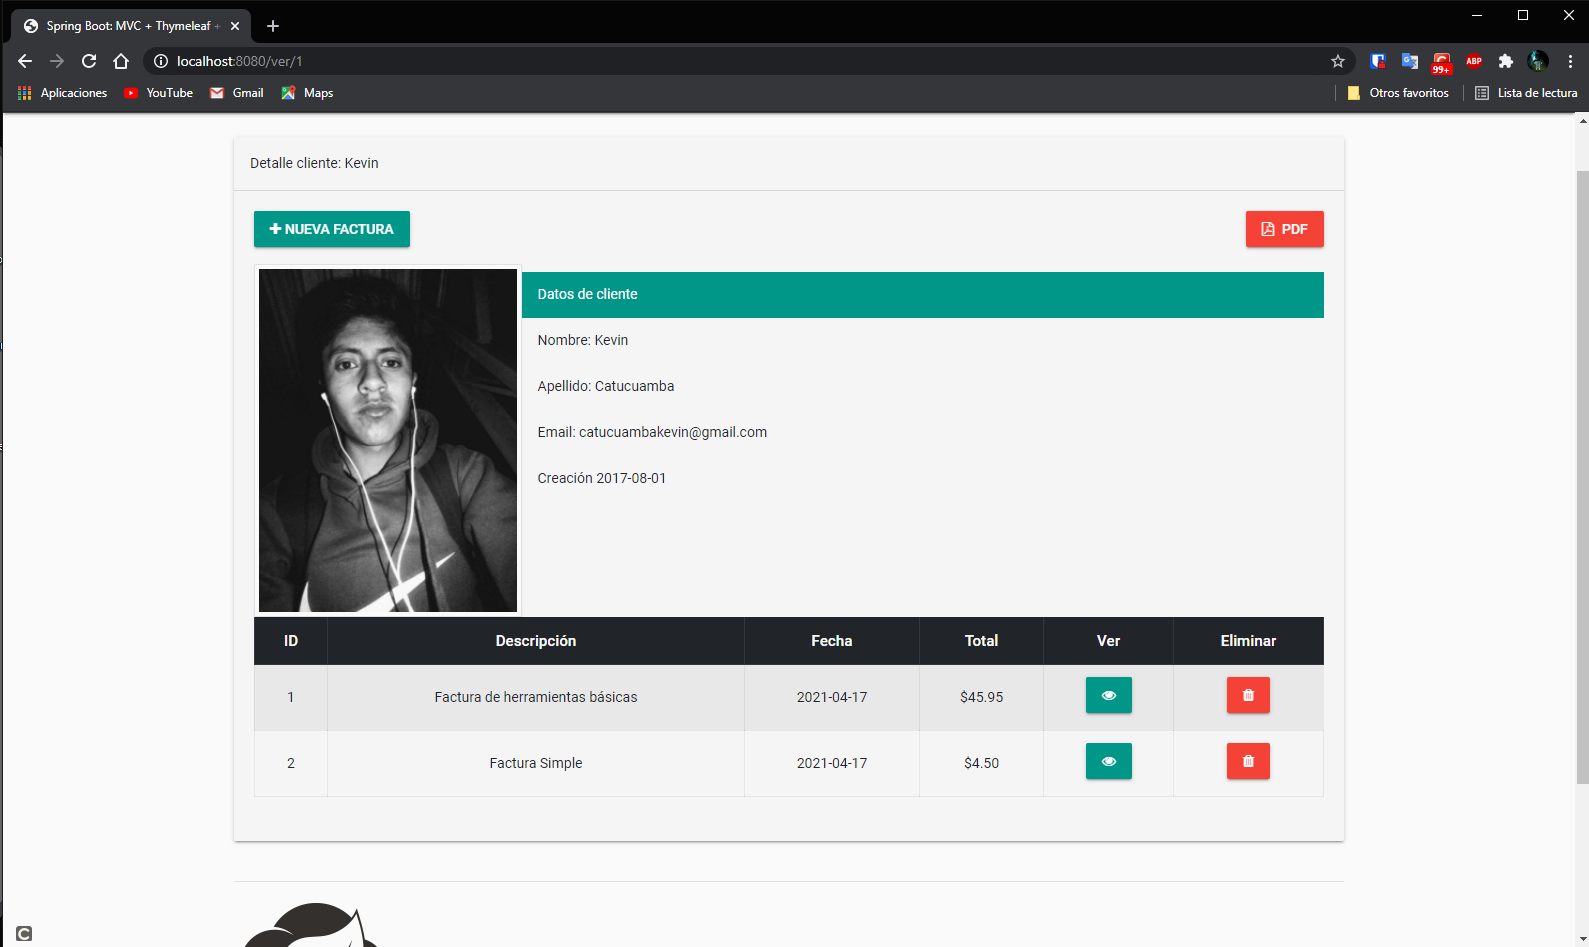 Spring Boot: MVC + Thymeleaf +
localhost:8080/ver/1
99+
ABP
Aplicaciones
YouTube
Gmail
Maps
Otros favoritos
Lista de lectura
Detalle cliente: Kevin
NUEVA FACTURA
PDF
Datos de cliente
Nombre: Kevin
Apellido: Catucuamba
Email: catucuambakevin@gmail.com
Creación 2017-08-01
ID Descripción Fecha Total Ver Eliminar
1 Factura de herramientas básicas 2021-04-17 $45.95
2 Factura Simple 2021-04-17 $4.50